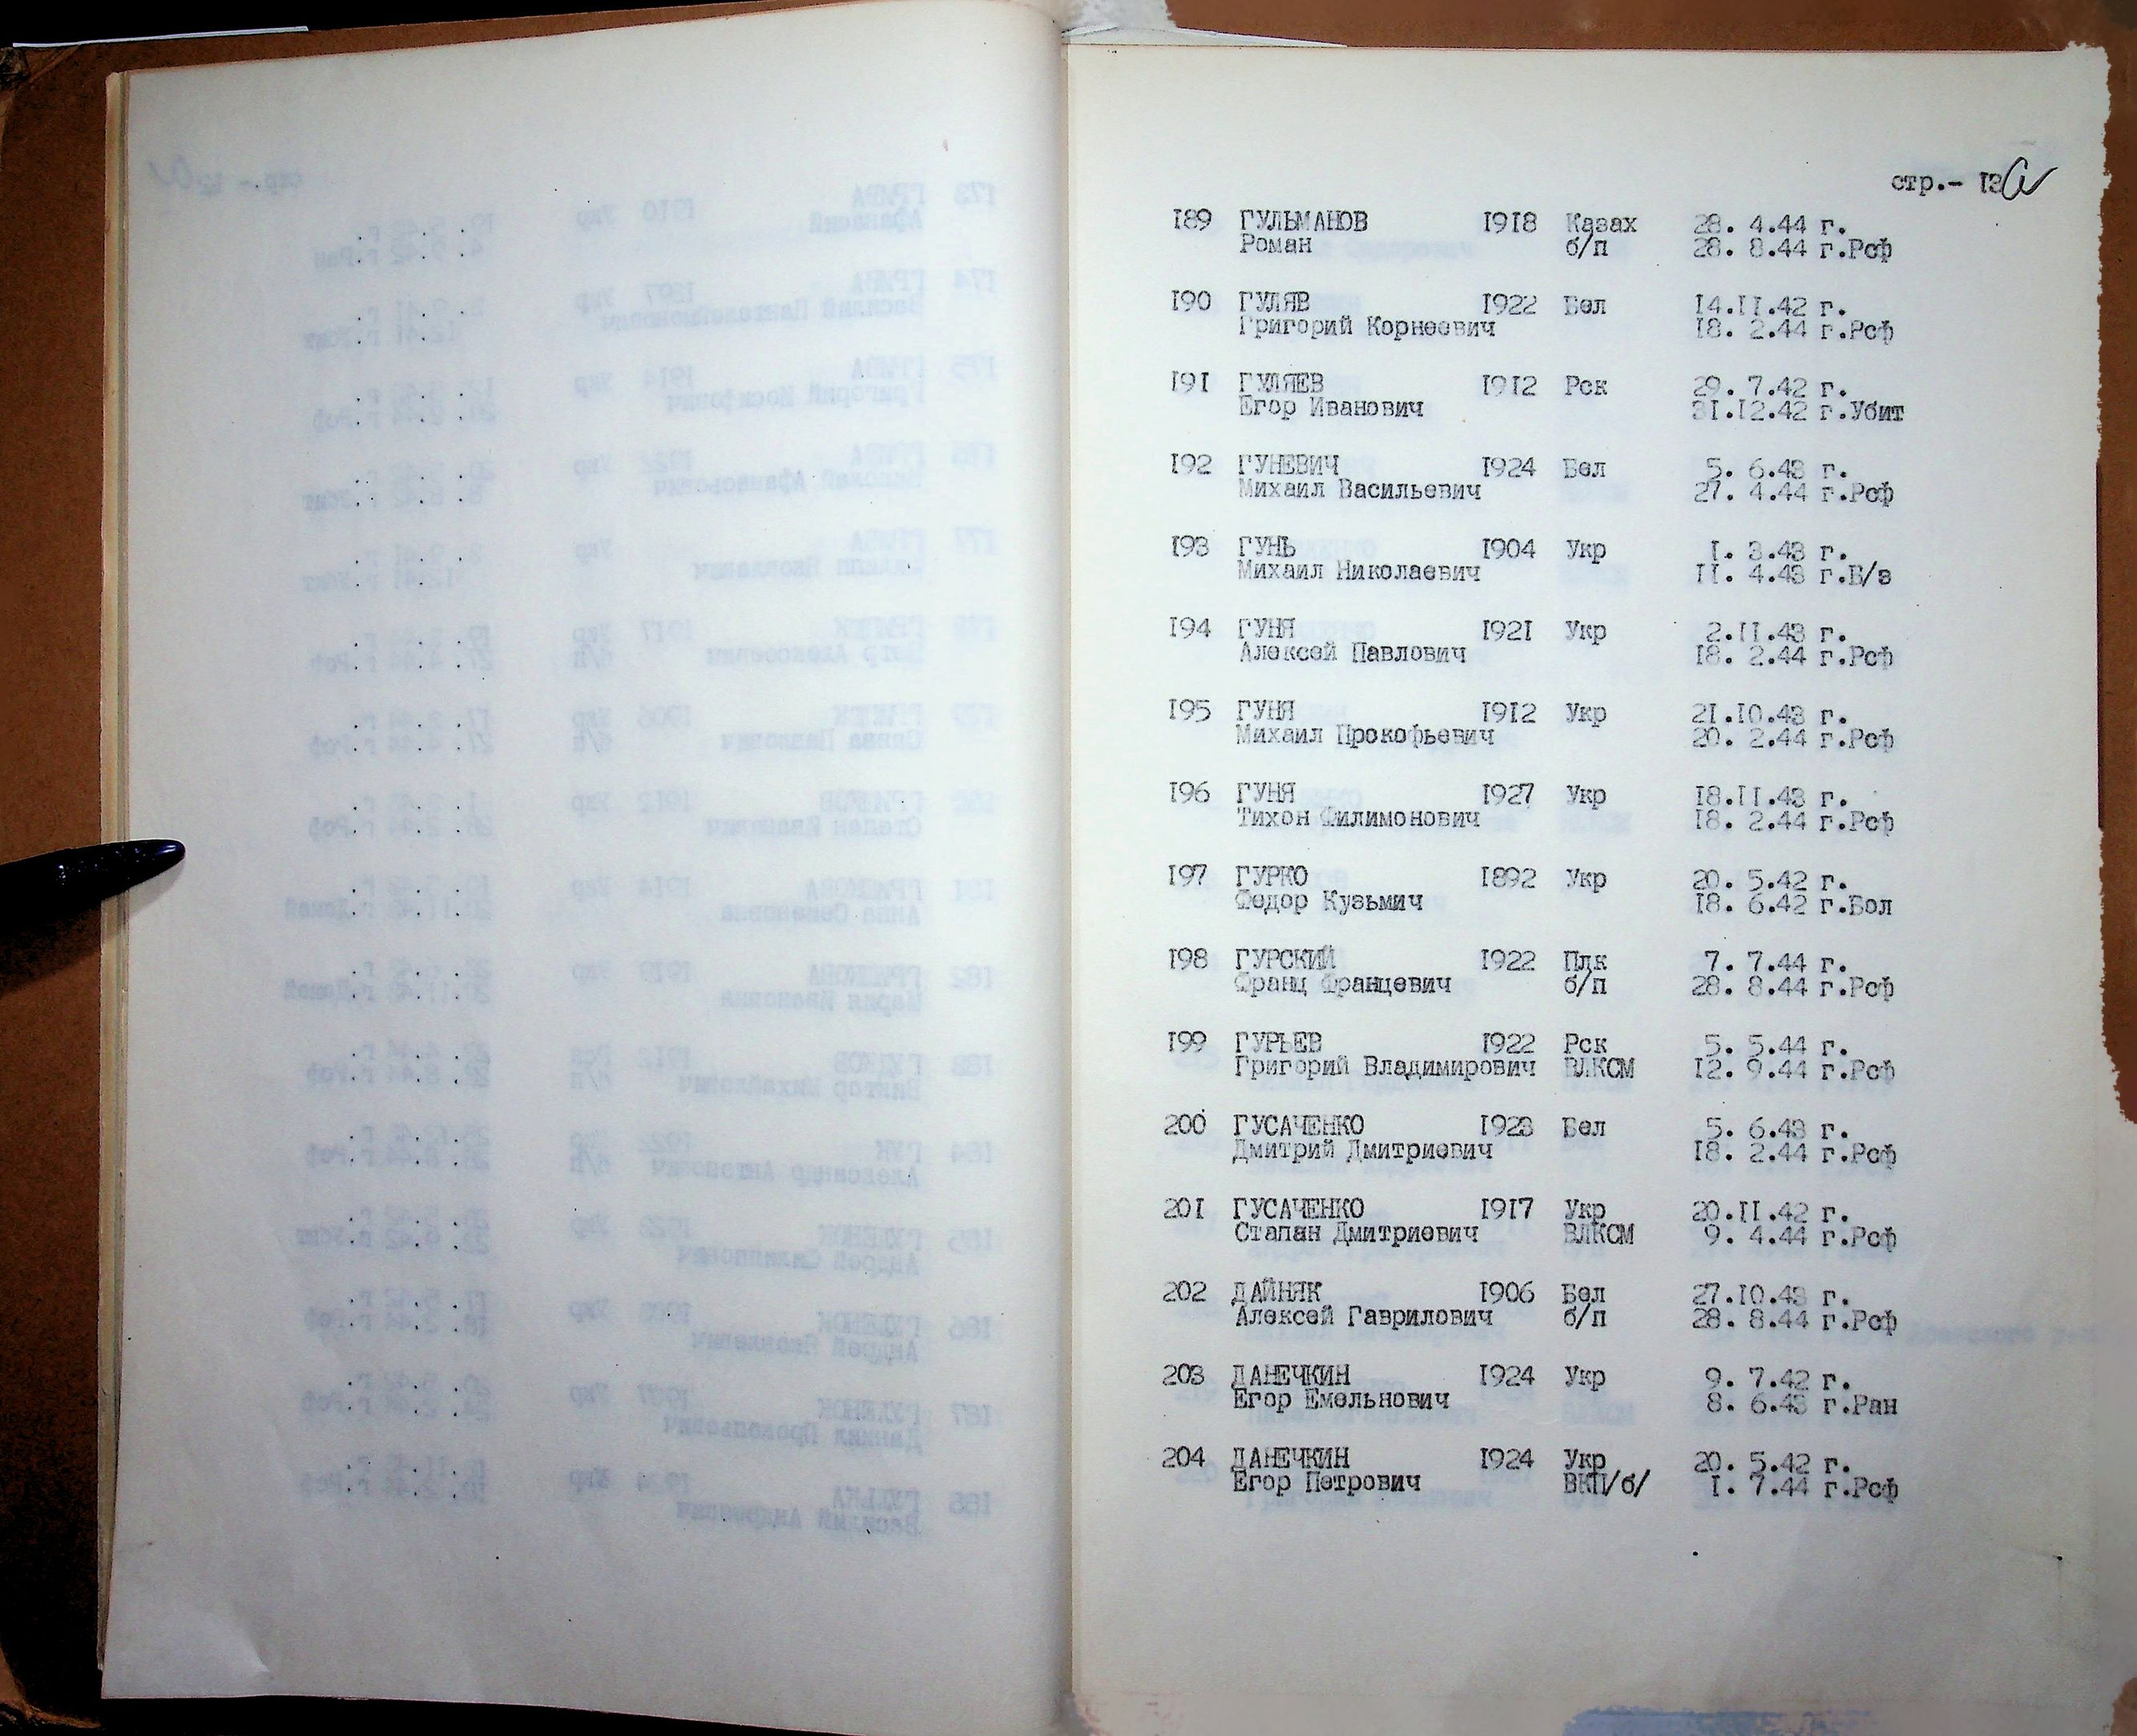 стр.- 13
189 ГУЛЬМАНОВ 1918 Казах 28. 4.44 г.
Роман б/п 28. 8.44 г.Рсф
190 ГУЛЯВ 1922 Бел 14.11.42 г.
Григорий Корнеевич 18. 2.44 г.Рсф
191 ГУЛЯЕВ 1912 Рск 29. 7.42 г.
Егор Иванович 31.12.42 г.Убит
192 ГУНЕВИЧ 1924 Бел 5. 6.43 г.
Михаил Васильевич 27. 4.44 г.Рсф
193 ГУНЬ 1904 Укр 1. 3.43 г.
Михаил Николаевич 11. 4.43 г.Б/в
194 ГУНЯ 1921 Укр 2.11.43 г.
Алексей Павлович 18. 2.44 г.Рсф
195 ГУНЯ 1912 Укр 21.10.43 г.
Михаил Прокофьевич 20. 2.44 г.Рсф
196 ГУНЯ 1927 Укр 18.11.43 г.
Тихон Филимонович 18. 2.44 г.Рсф
197 ГУРКО 1892 Укр 20. 5.42 г.
Федор Кузьмич 18. 6.42 г.Бол
198 ГУРСКИЙ 1922 Плк 7. 7.44 г.
Франц Францевич б/п 28. 8.44 г.Рсф
199 ГУРЬЕВ 1922 Рск 5. 5.44 г.
Григорий Владимирович ВЛКСМ 12. 9.44 г.Рсф
200 ГУСАЧЕНКО 1923 Бел 5. 6.43 г.
Дмитрий Дмитриевич 18. 2.44 г.Рсф
201 ГУСАЧЕНКО 1917 Укр 20.11.42 г.
Стапан Дмитриевич ВЛКСМ 9. 4.44 г.Рсф
202 ДАЙНЯК 1906 Бел 27.10.43 г.
Алексей Гаврилович б/п 28. 8.44 г.Рсф
203 ДАНЕЧКИН 1924 Укр 9. 7.42 г.
Егор Емельнович 8. 6.43 г.Ран
204 ДАНЕЧКИН 1924 Укр 20. 5.42 г.
Егор Петрович ВКП/б/ 1. 7.44 г.Рсф